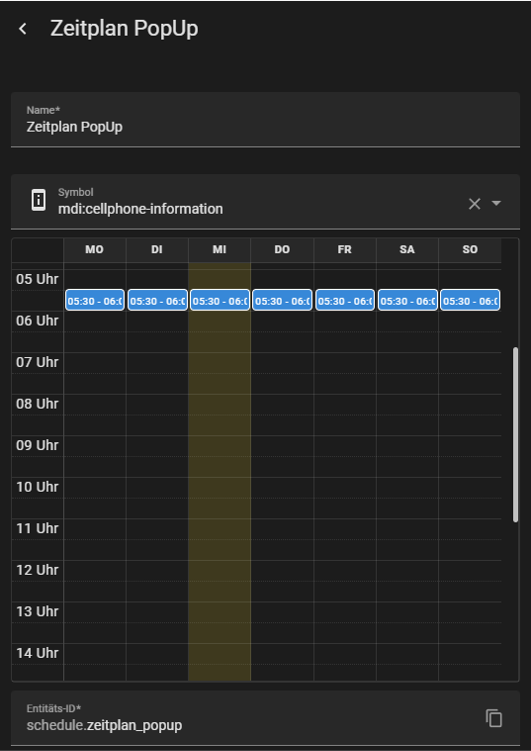 Zeitplan PopUp
Name*
Zeitplan PopUp
Symbol
mdi:cellphone-information
MO DI MI DO FR SA SO
05 Uhr
05:30 - 06:0 05:30 - 06:0 05:30 - 06:0 05:30 - 06:0 05:30 - 06:0 05:30 - 06:0 05:30 - 06:0
06 Uhr
07 Uhr
08 Uhr
09 Uhr
10 Uhr
11 Uhr
12 Uhr
13 Uhr
14 Uhr
Entitäts-ID*
schedule.zeitplan_popup